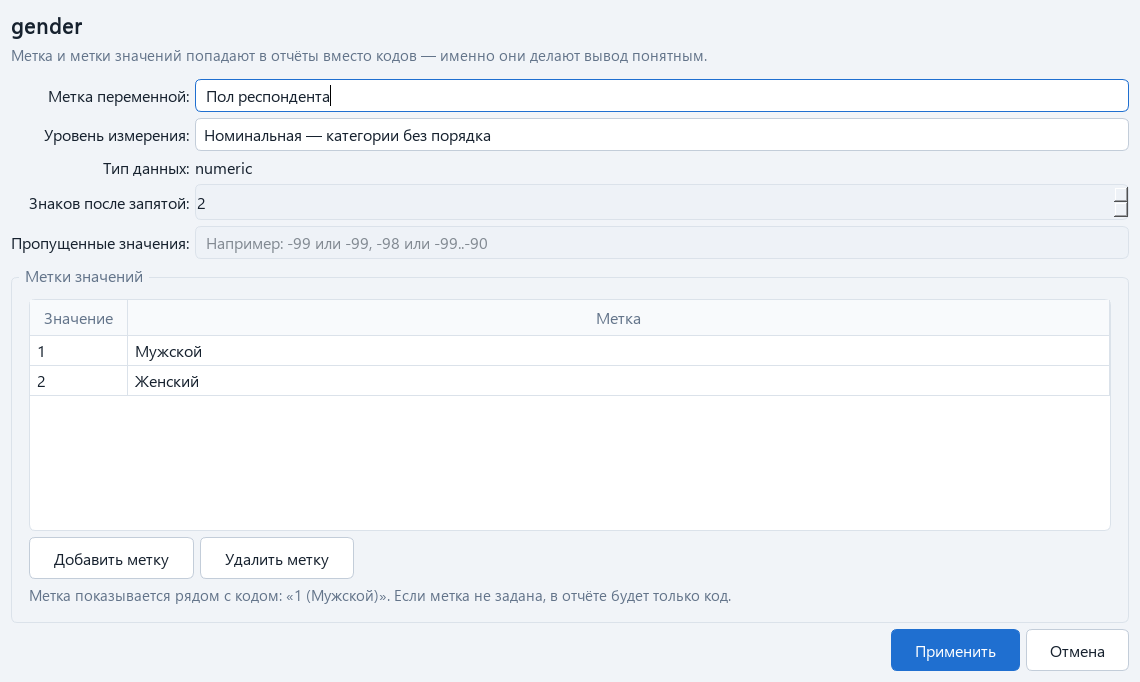 gender
Метка и метки значений попадают в отчёты вместо кодов — именно они делают вывод понятным.
Метка переменной: Пол респондента
Уровень измерения: Номинальная — категории без порядка
Тип данных: numeric
Знаков после запятой: 2
Пропущенные значения: Например: -99 или -99, -98 или -99..-90
Метки значений
Значение Метка
1 Мужской
2 Женский
Добавить метку Удалить метку
Метка показывается рядом с кодом: «1 (Мужской)». Если метка не задана, в отчёте будет только код.
Применить Отмена